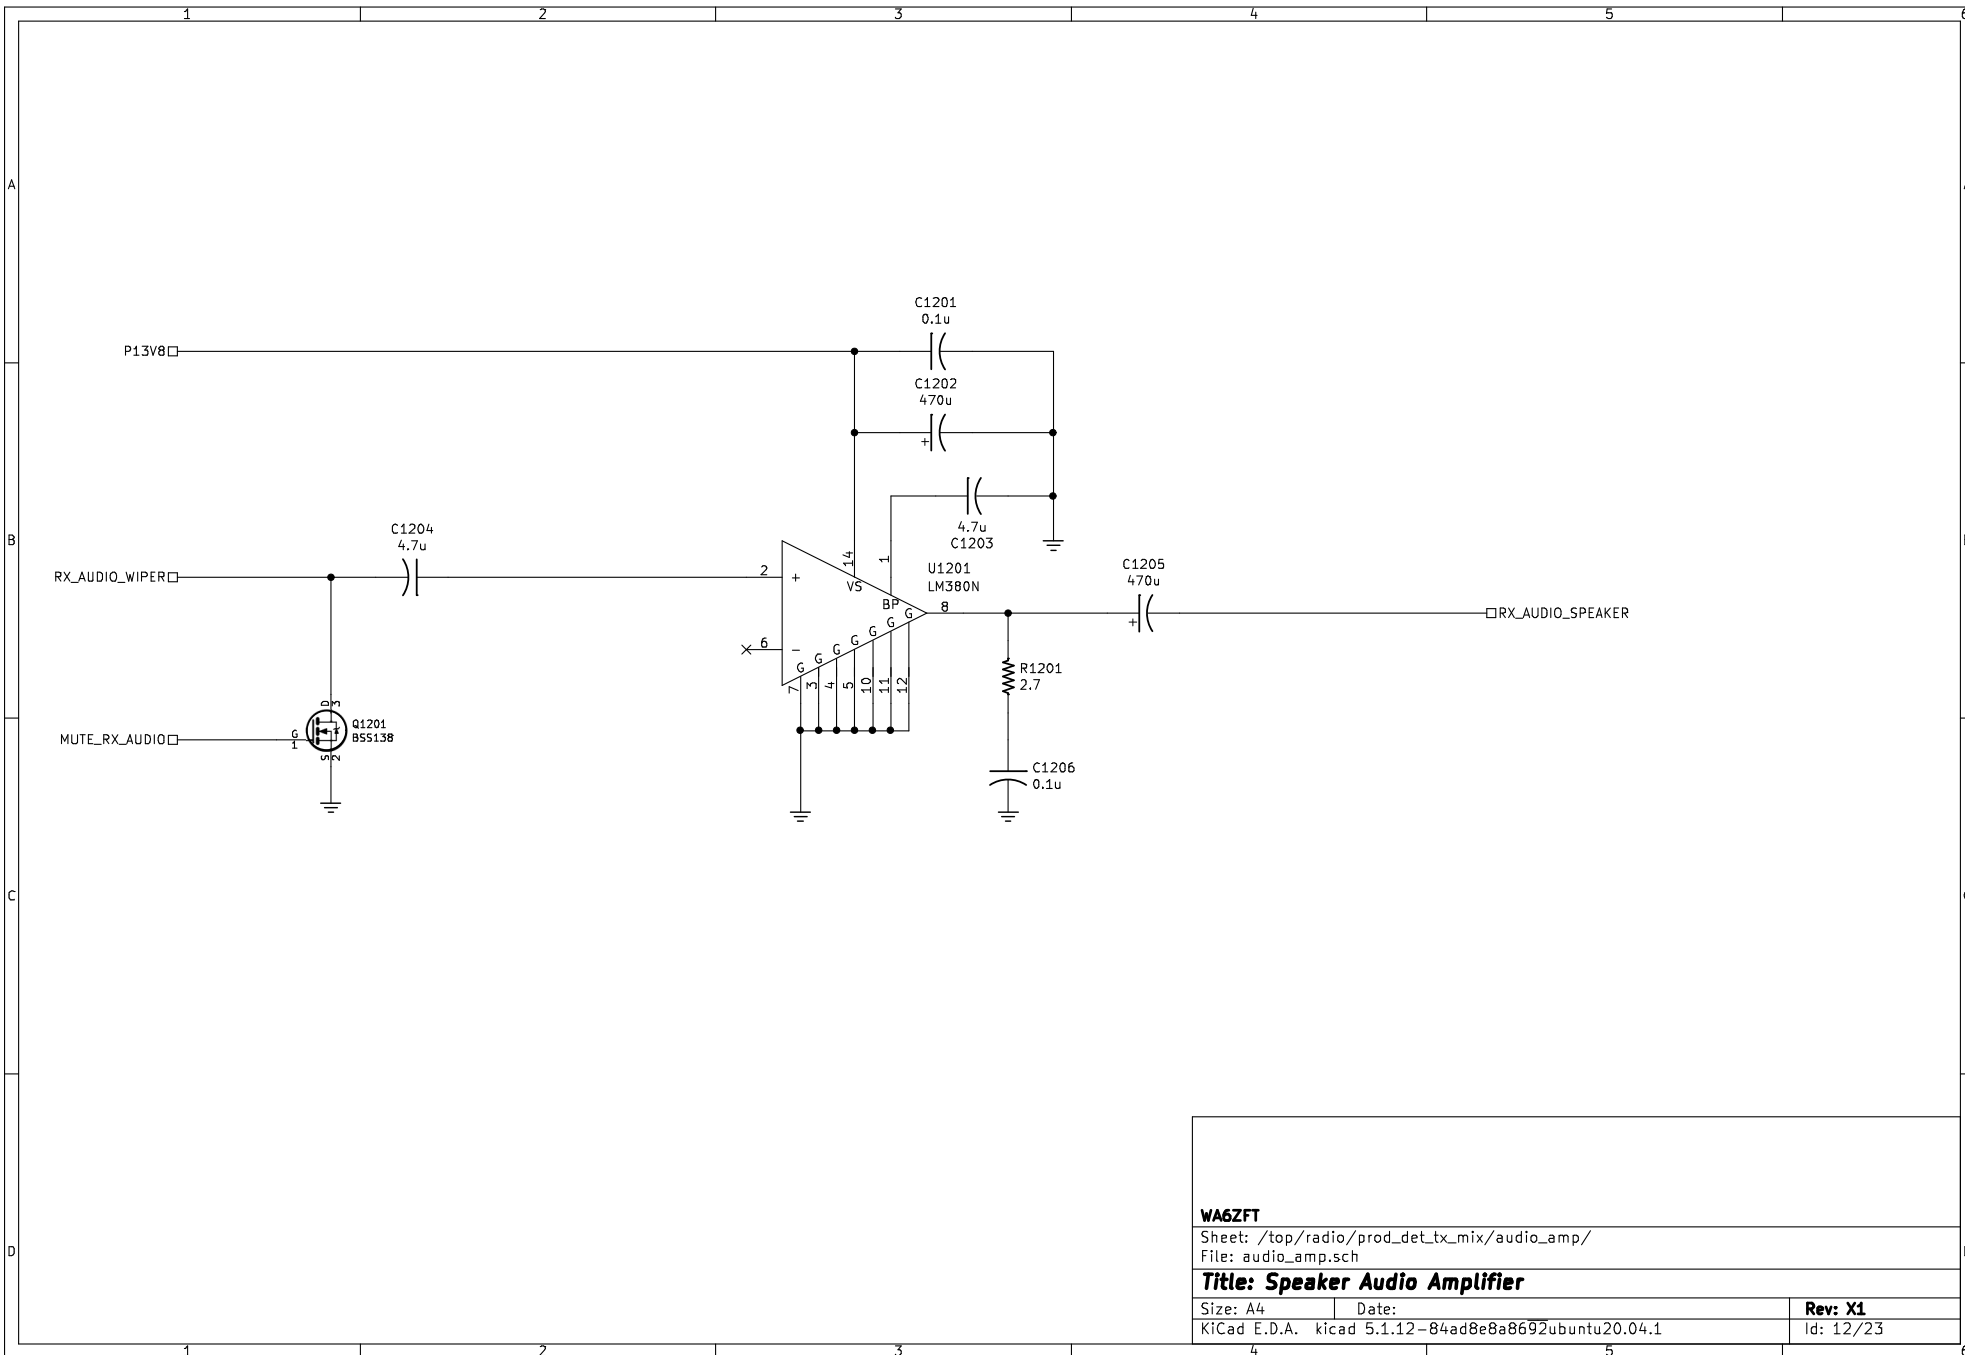 1 2 3 4 5 6
A
B
C
D
C1201
0.1u
P13V8
C1202
470u
+
4.7u
C1203
C1204
4.7u
RX_AUDIO_WIPER
2
+
14
VS
1
BP
U1201
LM380N
8
C1205
470u
+
RX_AUDIO_SPEAKER
6
-
G G G G G G G
7 3 4 5 10 11 12
R1201
2.7
D
3
Q1201
BSS138
MUTE_RX_AUDIO
G
1
S
2
C1206
0.1u
WA6ZFT
Sheet: /top/radio/prod_det_tx_mix/audio_amp/
File: audio_amp.sch
Title: Speaker Audio Amplifier
Size: A4 Date: Rev: X1
KiCad E.D.A. kicad 5.1.12-84ad8e8a8692ubuntu20.04.1 Id: 12/23
1 2 3 4 5 6